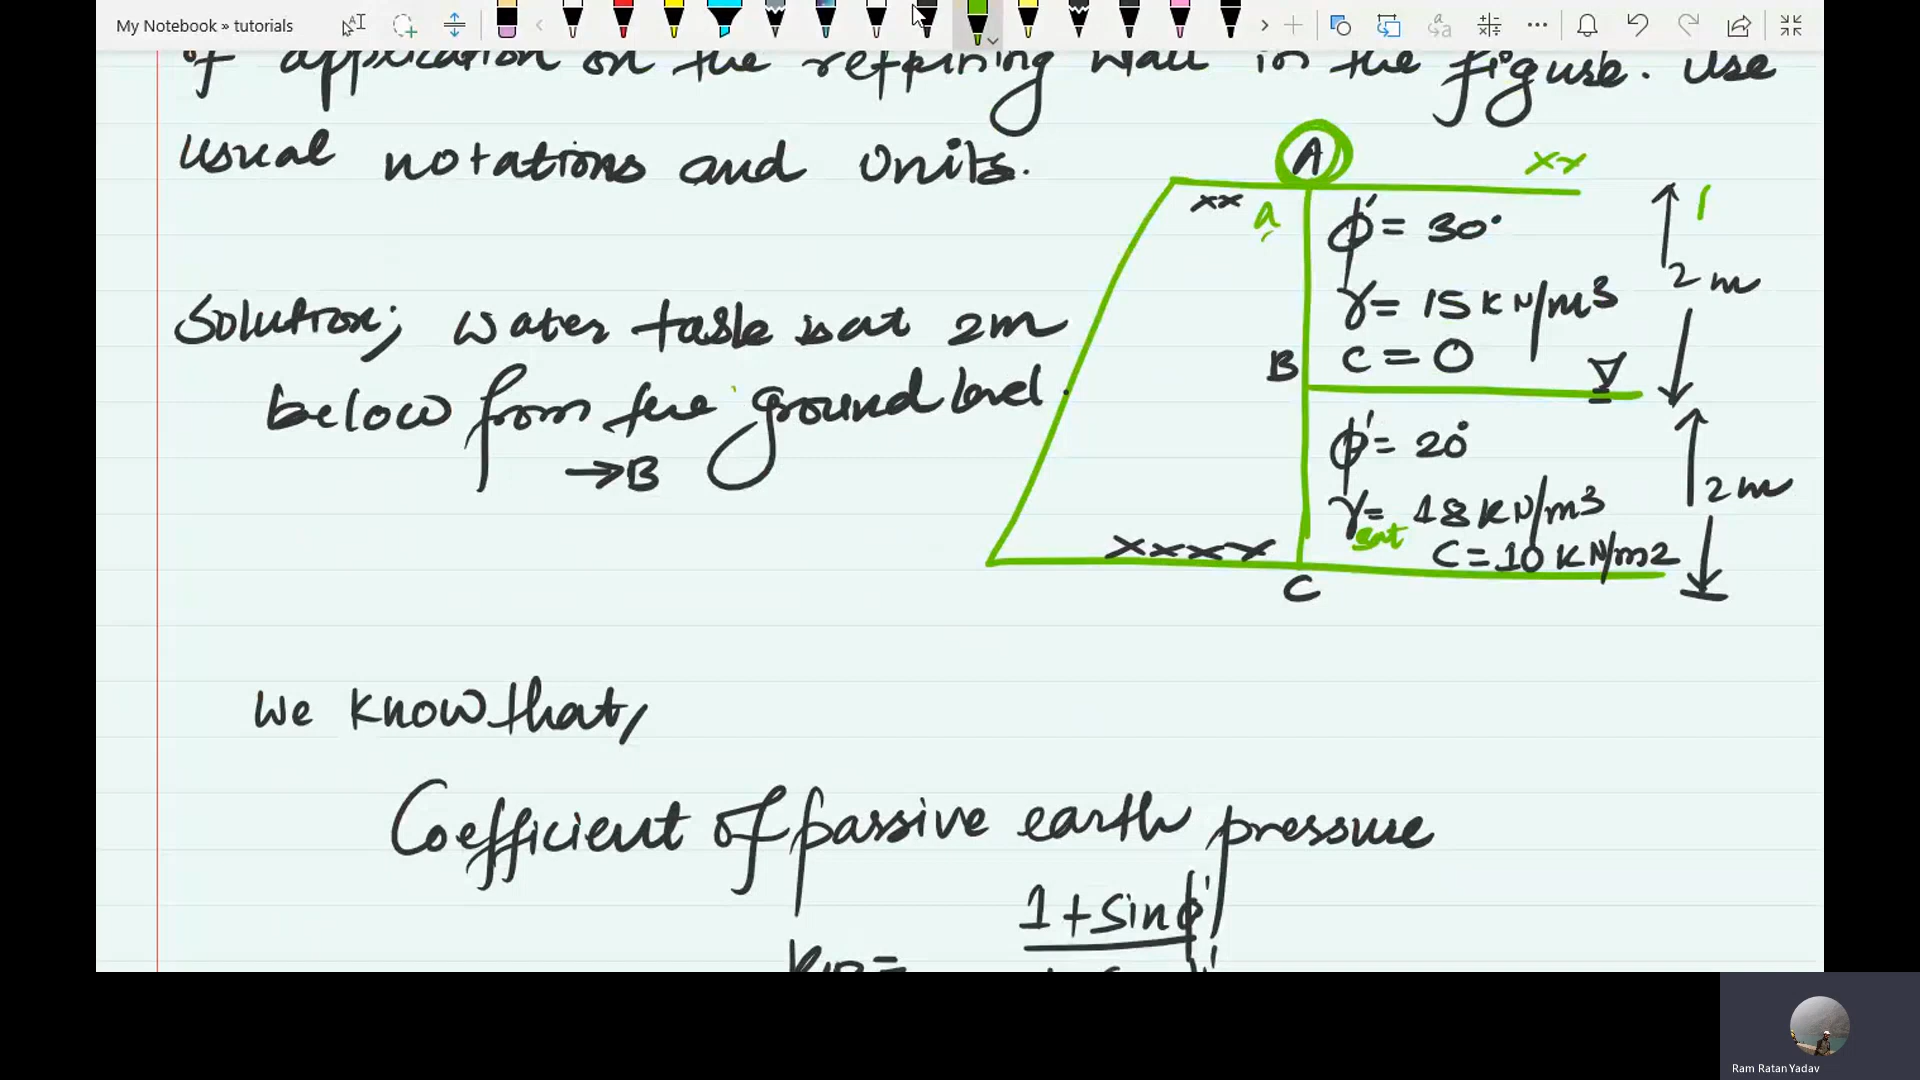 My Notebook » tutorials
of application on the retaining wall in the figure. Use
usual notations and Units.
A
xx
xx
a
ϕ' = 30°
γ = 15 KN/m3
C = 0
2 m
B
Solution; Water table is at 2m
below from the ground level.
→B
ϕ' = 20°
γsat = 18 KN/m3
C = 10 KN/m2
2 m
xxxx
C
We know that,
Coefficient of passive earth pressure
1 + Sin ϕ'
Kp =
Ram Ratan Yadav